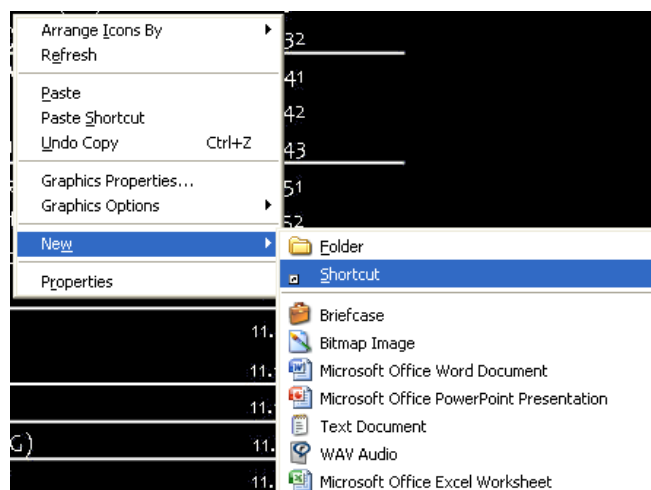 Arrange Icons By
Refresh
Paste
Paste Shortcut
Undo Copy Ctrl+Z
Graphics Properties...
Graphics Options
New
Properties
Folder
Shortcut
Briefcase
Bitmap Image
Microsoft Office Word Document
Microsoft Office PowerPoint Presentation
Text Document
WAV Audio
Microsoft Office Excel Worksheet
32
41
42
43
51
52
11.
11.
11.
G) 11.
11.